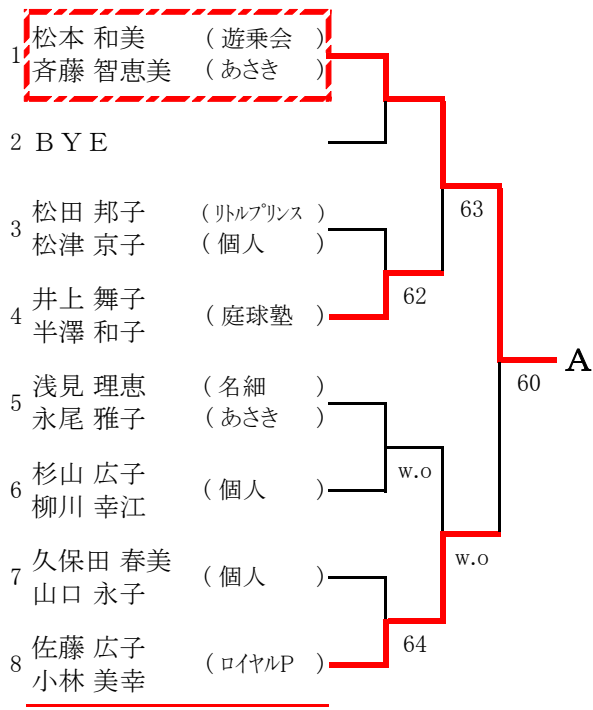 1 松本 和美 ( 遊乗会 )
斉藤 智恵美 ( あさき )
2 BYE
3 松田 邦子 ( リトルプリンス )
松津 京子 ( 個人 )
63
4 井上 舞子 ( 庭球塾 )
半澤 和子
62
A
60
5 浅見 理恵 ( 名細 )
永尾 雅子 ( あさき )
6 杉山 広子 ( 個人 )
柳川 幸江
w.o
7 久保田 春美 ( 個人 )
山口 永子
w.o
8 佐藤 広子 ( ロイヤルP )
小林 美幸
64